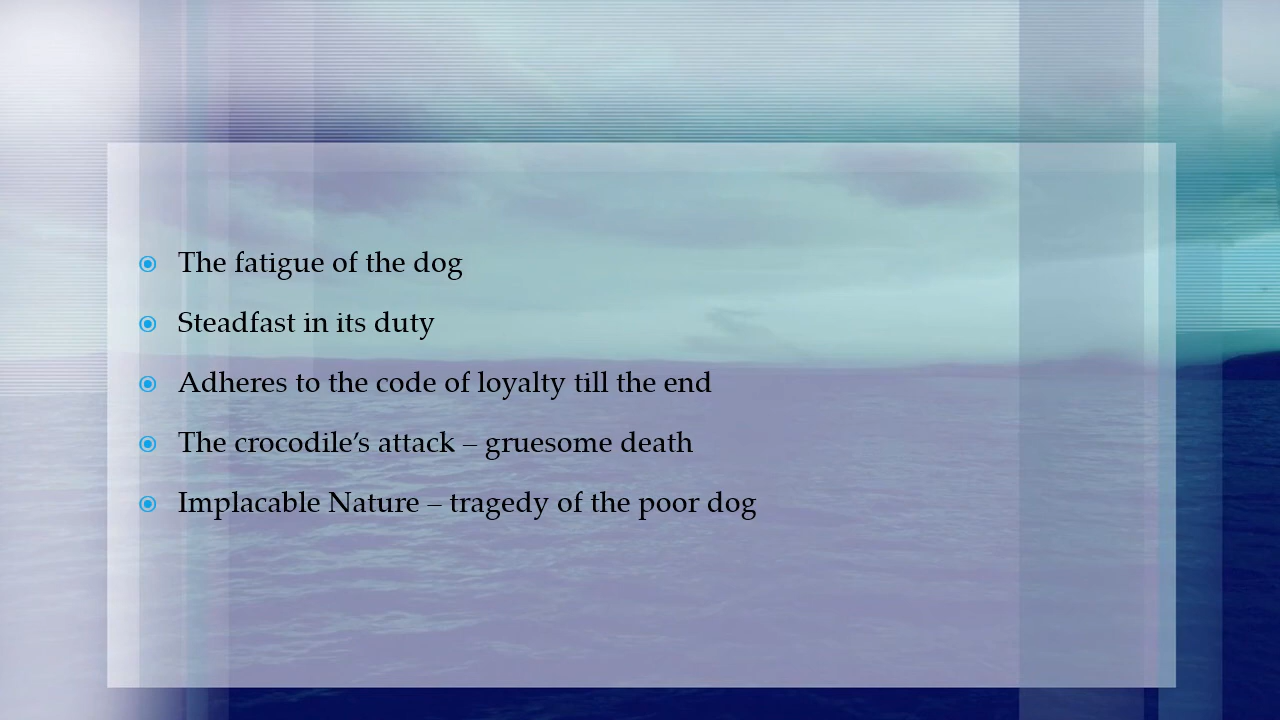 The fatigue of the dog
Steadfast in its duty
Adheres to the code of loyalty till the end
The crocodile’s attack – gruesome death
Implacable Nature – tragedy of the poor dog